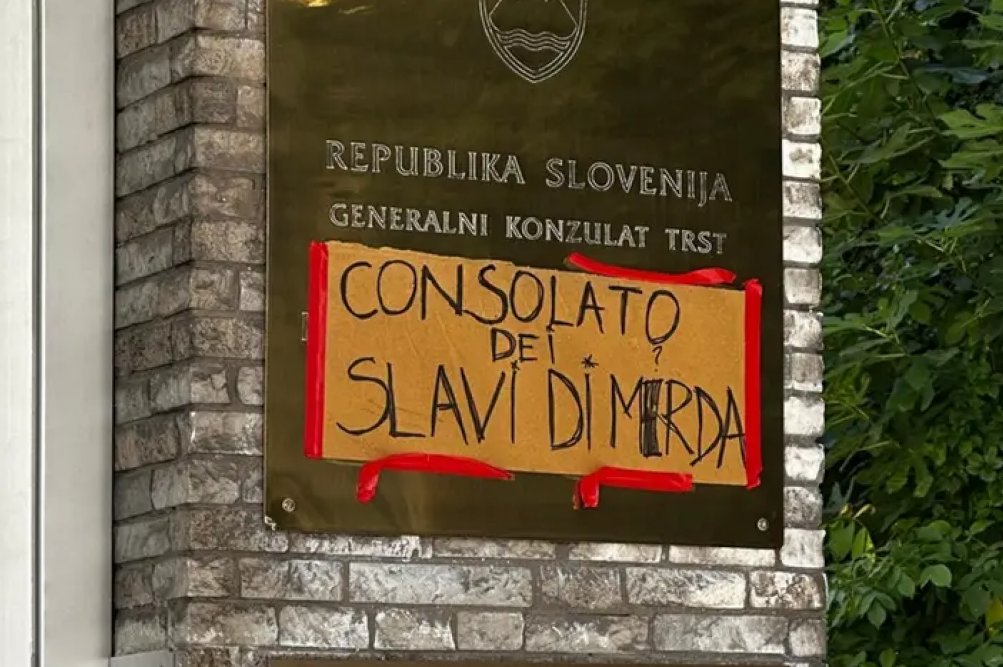 REPUBLIKA SLOVENIJA
GENERALNI KONZULAT TRST
CONSOLATO
DEI ?
SLAVI DI* MERDA